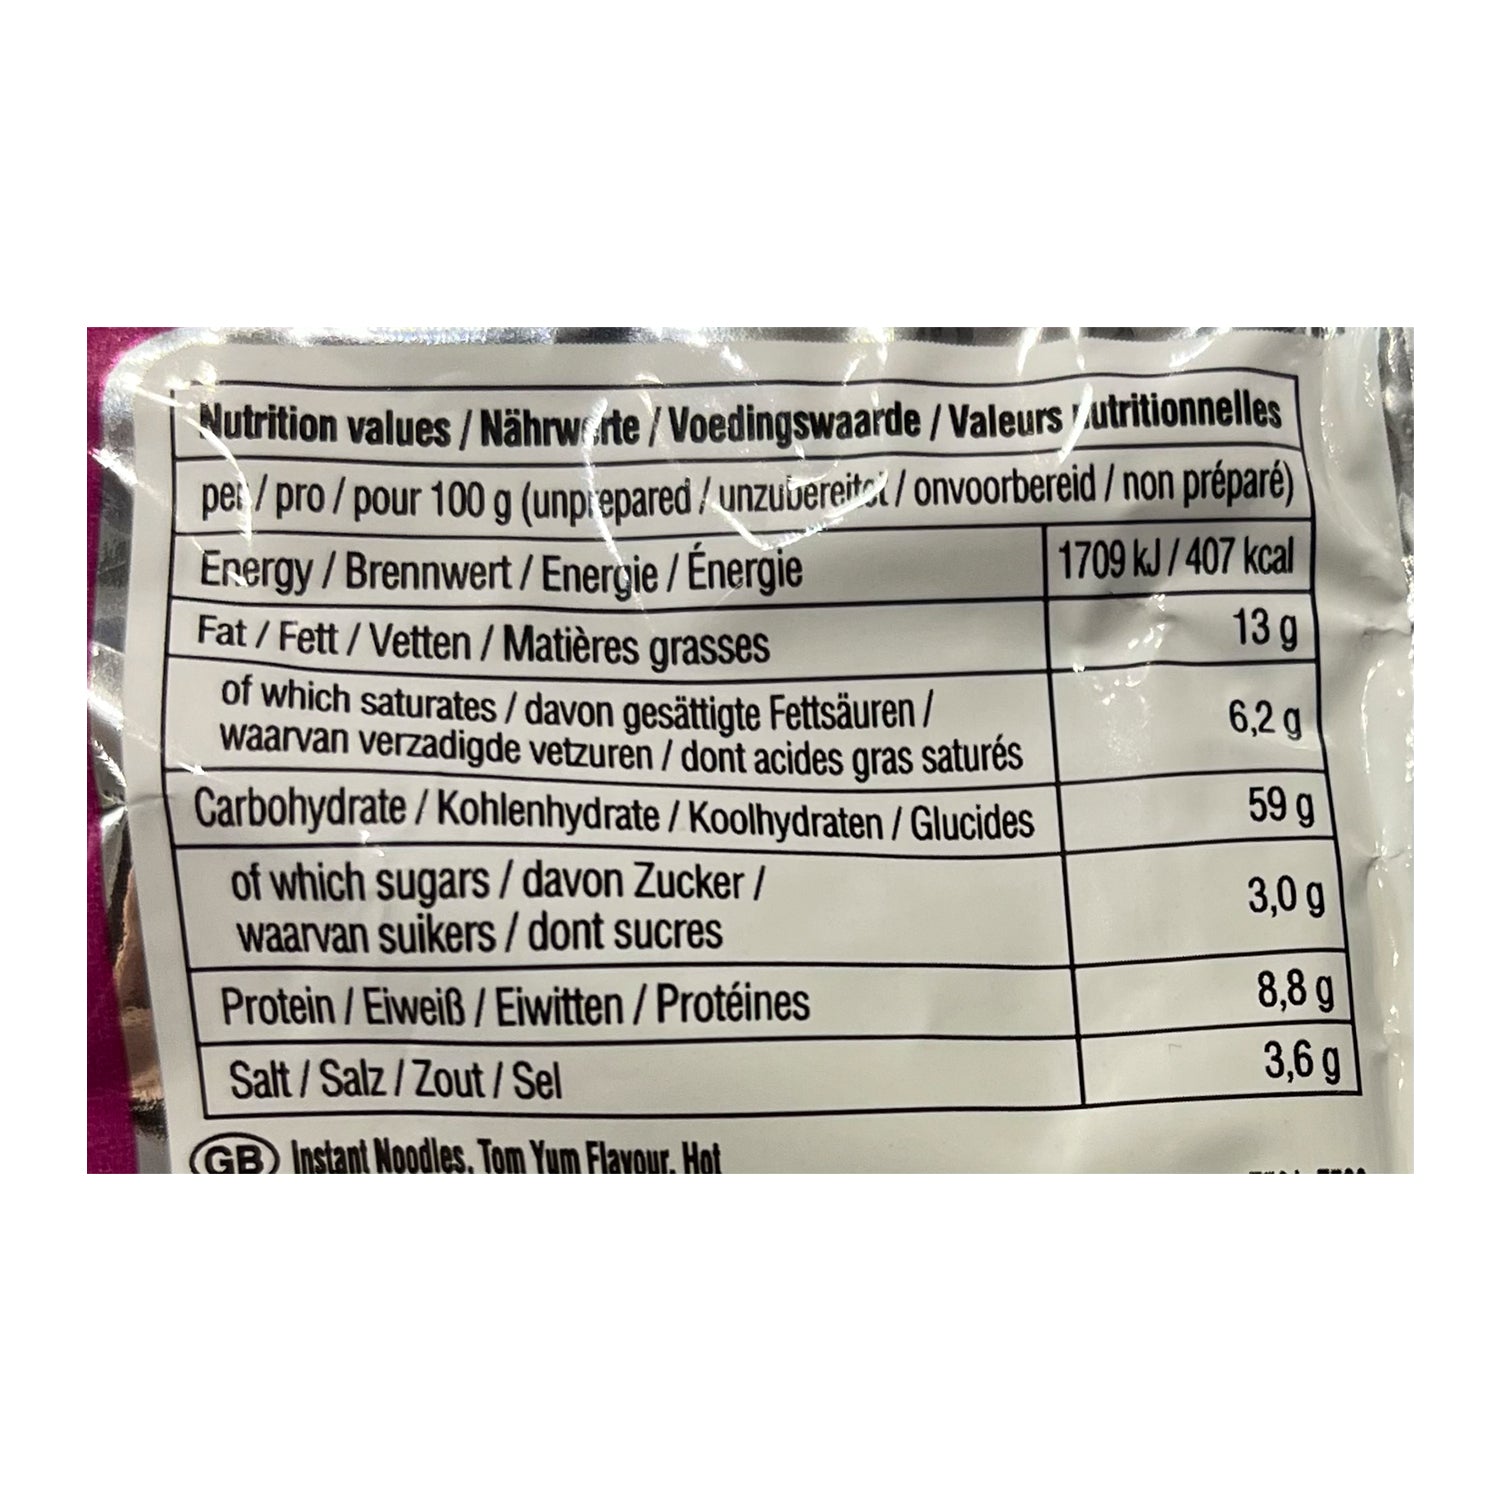 Nutrition values / Nährwerte / Voedingswaarde / Valeurs nutritionnelles
per / pro / pour 100 g (unprepared / unzubereitet / onvoorbereid / non préparé)
Energy / Brennwert / Energie / Énergie 1709 kJ / 407 kcal
Fat / Fett / Vetten / Matières grasses 13 g
of which saturates / davon gesättigte Fettsäuren /
waarvan verzadigde vetzuren / dont acides gras saturés 6,2 g
Carbohydrate / Kohlenhydrate / Koolhydraten / Glucides 59 g
of which sugars / davon Zucker /
waarvan suikers / dont sucres 3,0 g
Protein / Eiweiß / Eiwitten / Protéines 8,8 g
Salt / Salz / Zout / Sel 3,6 g
GB Instant Noodles, Tom Yum Flavour, Hot